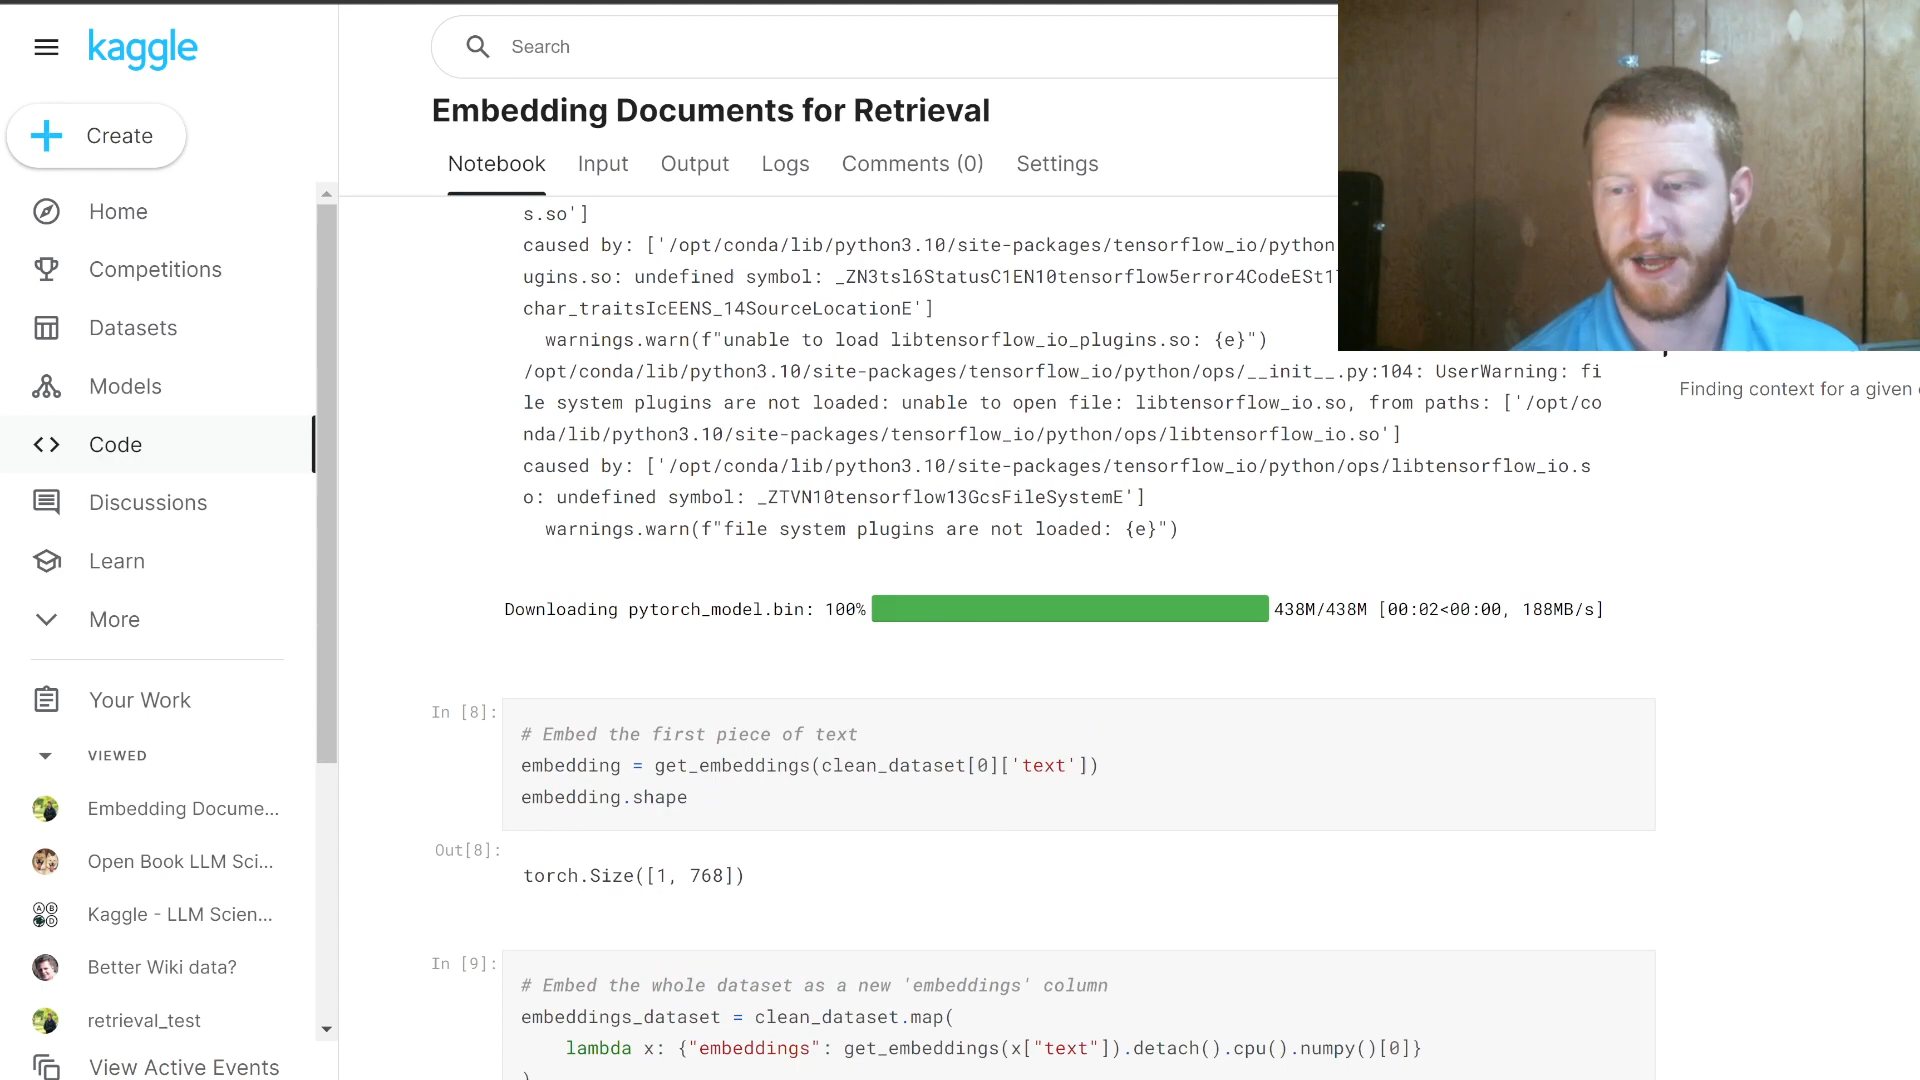 kaggle
Search
Create
Embedding Documents for Retrieval
Notebook Input Output Logs Comments (0) Settings
Home
Competitions
Datasets
Models
Code
Discussions
Learn
More
Your Work
VIEWED
Embedding Docume...
Open Book LLM Sci...
Kaggle - LLM Scien...
Better Wiki data?
retrieval_test
View Active Events
s.so']
caused by: ['/opt/conda/lib/python3.10/site-packages/tensorflow_io/python
ugins.so: undefined symbol: _ZN3tsl6StatusC1EN10tensorflow5error4CodeESt1
char_traitsIcEENS_14SourceLocationE']
warnings.warn(f"unable to load libtensorflow_io_plugins.so: {e}")
/opt/conda/lib/python3.10/site-packages/tensorflow_io/python/ops/__init__.py:104: UserWarning: fi
le system plugins are not loaded: unable to open file: libtensorflow_io.so, from paths: ['/opt/co
nda/lib/python3.10/site-packages/tensorflow_io/python/ops/libtensorflow_io.so']
caused by: ['/opt/conda/lib/python3.10/site-packages/tensorflow_io/python/ops/libtensorflow_io.s
o: undefined symbol: _ZTVN10tensorflow13GcsFileSystemE']
warnings.warn(f"file system plugins are not loaded: {e}")
Finding context for a given
Downloading pytorch_model.bin: 100% 438M/438M [00:02<00:00, 188MB/s]
In [8]:
# Embed the first piece of text
embedding = get_embeddings(clean_dataset[0]['text'])
embedding.shape
Out[8]:
torch.Size([1, 768])
In [9]:
# Embed the whole dataset as a new 'embeddings' column
embeddings_dataset = clean_dataset.map(
lambda x: {"embeddings": get_embeddings(x["text"]).detach().cpu().numpy()[0]}
)